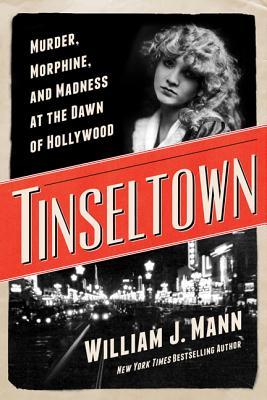 MURDER,
MORPHINE,
AND MADNESS
AT THE DAWN
OF HOLLYWOOD
TINSELTOWN
WILLIAM J. MANN
NEW YORK TIMES BESTSELLING AUTHOR